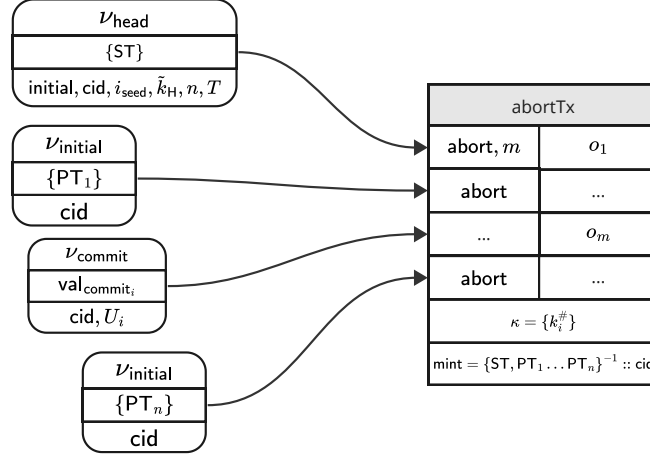 ν_head
{ST}
initial, cid, i_seed, k̃_H, n, T
ν_initial
{PT_1}
cid
ν_commit
val_commit_i
cid, U_i
ν_initial
{PT_n}
cid
abortTx
abort, m o_1
abort ...
... o_m
abort ...
κ = {k_i^#}
mint = {ST, PT_1 … PT_n}^−1 :: cid